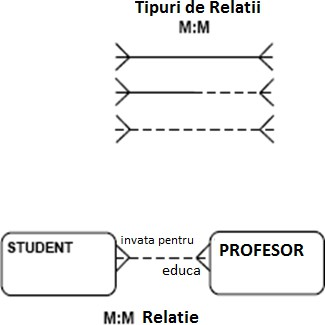 Tipuri de Relatii
M:M
STUDENT
invata pentru
educa
PROFESOR
M:M Relatie